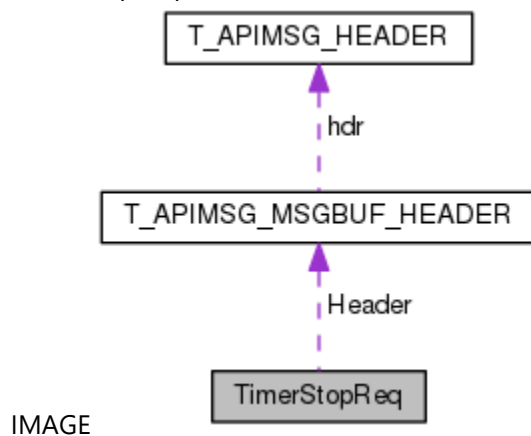 T_APIMSG_HEADER
hdr
T_APIMSG_MSGBUF_HEADER
Header
TimerStopReq
IMAGE